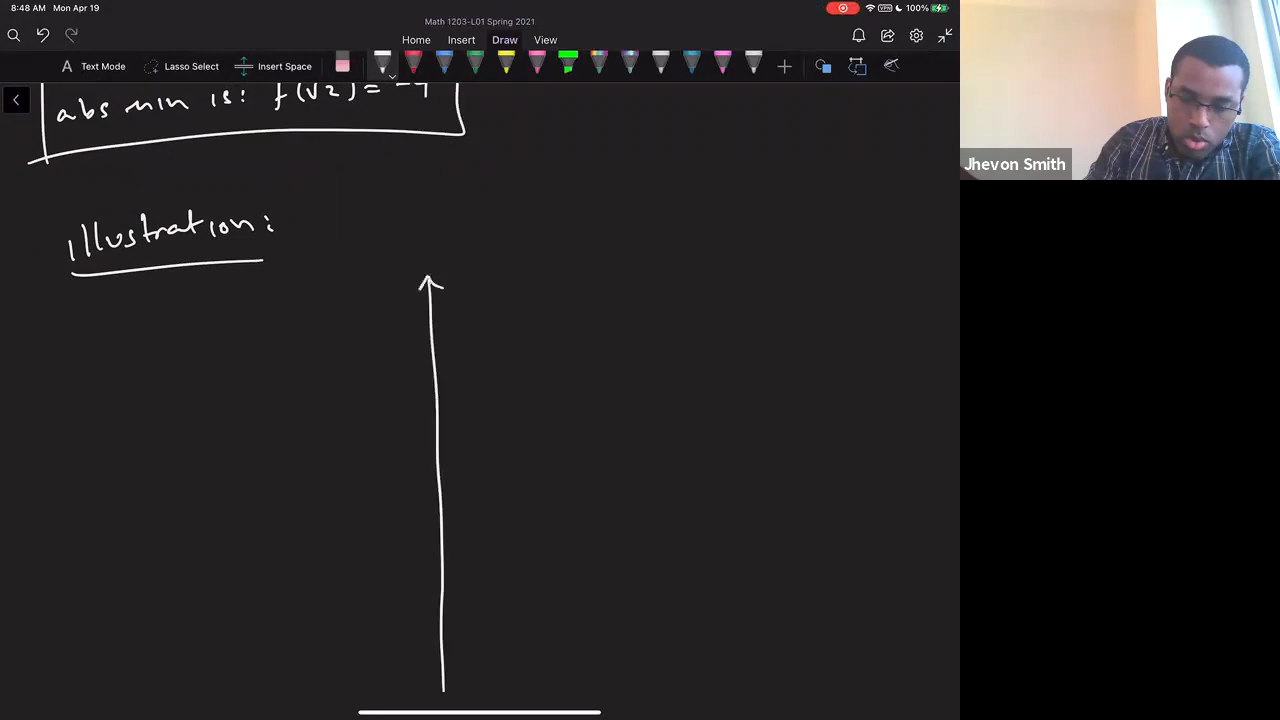 8:48 AM Mon Apr 19
VPN 100%
Math 1203-L01 Spring 2021
Home Insert Draw View
Text Mode Lasso Select Insert Space
abs min is: f(√2) = -4
Illustration:
Jhevon Smith